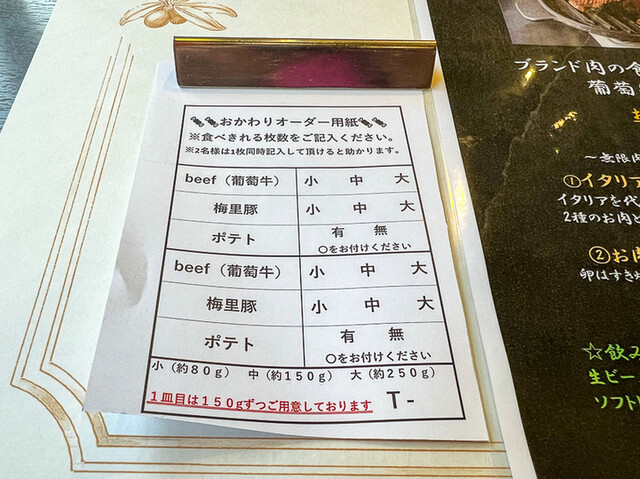 おかわりオーダー用紙
※食べきれる枚数をご記入ください。
※2名様は1枚同時記入して頂けると助かります。
beef（葡萄牛） 小 中 大
梅里豚 小 中 大
ポテト 有 無
〇をお付けください
beef（葡萄牛） 小 中 大
梅里豚 小 中 大
ポテト 有 無
〇をお付けください
小（約80g） 中（約150g） 大（約250g）
1皿目は150gずつご用意しております T-
ブランド肉の
葡萄
～無限
①イタリア
イタリアを代
2種のお肉と
②お肉
卵はすき
☆飲み
生ビー
ソフト